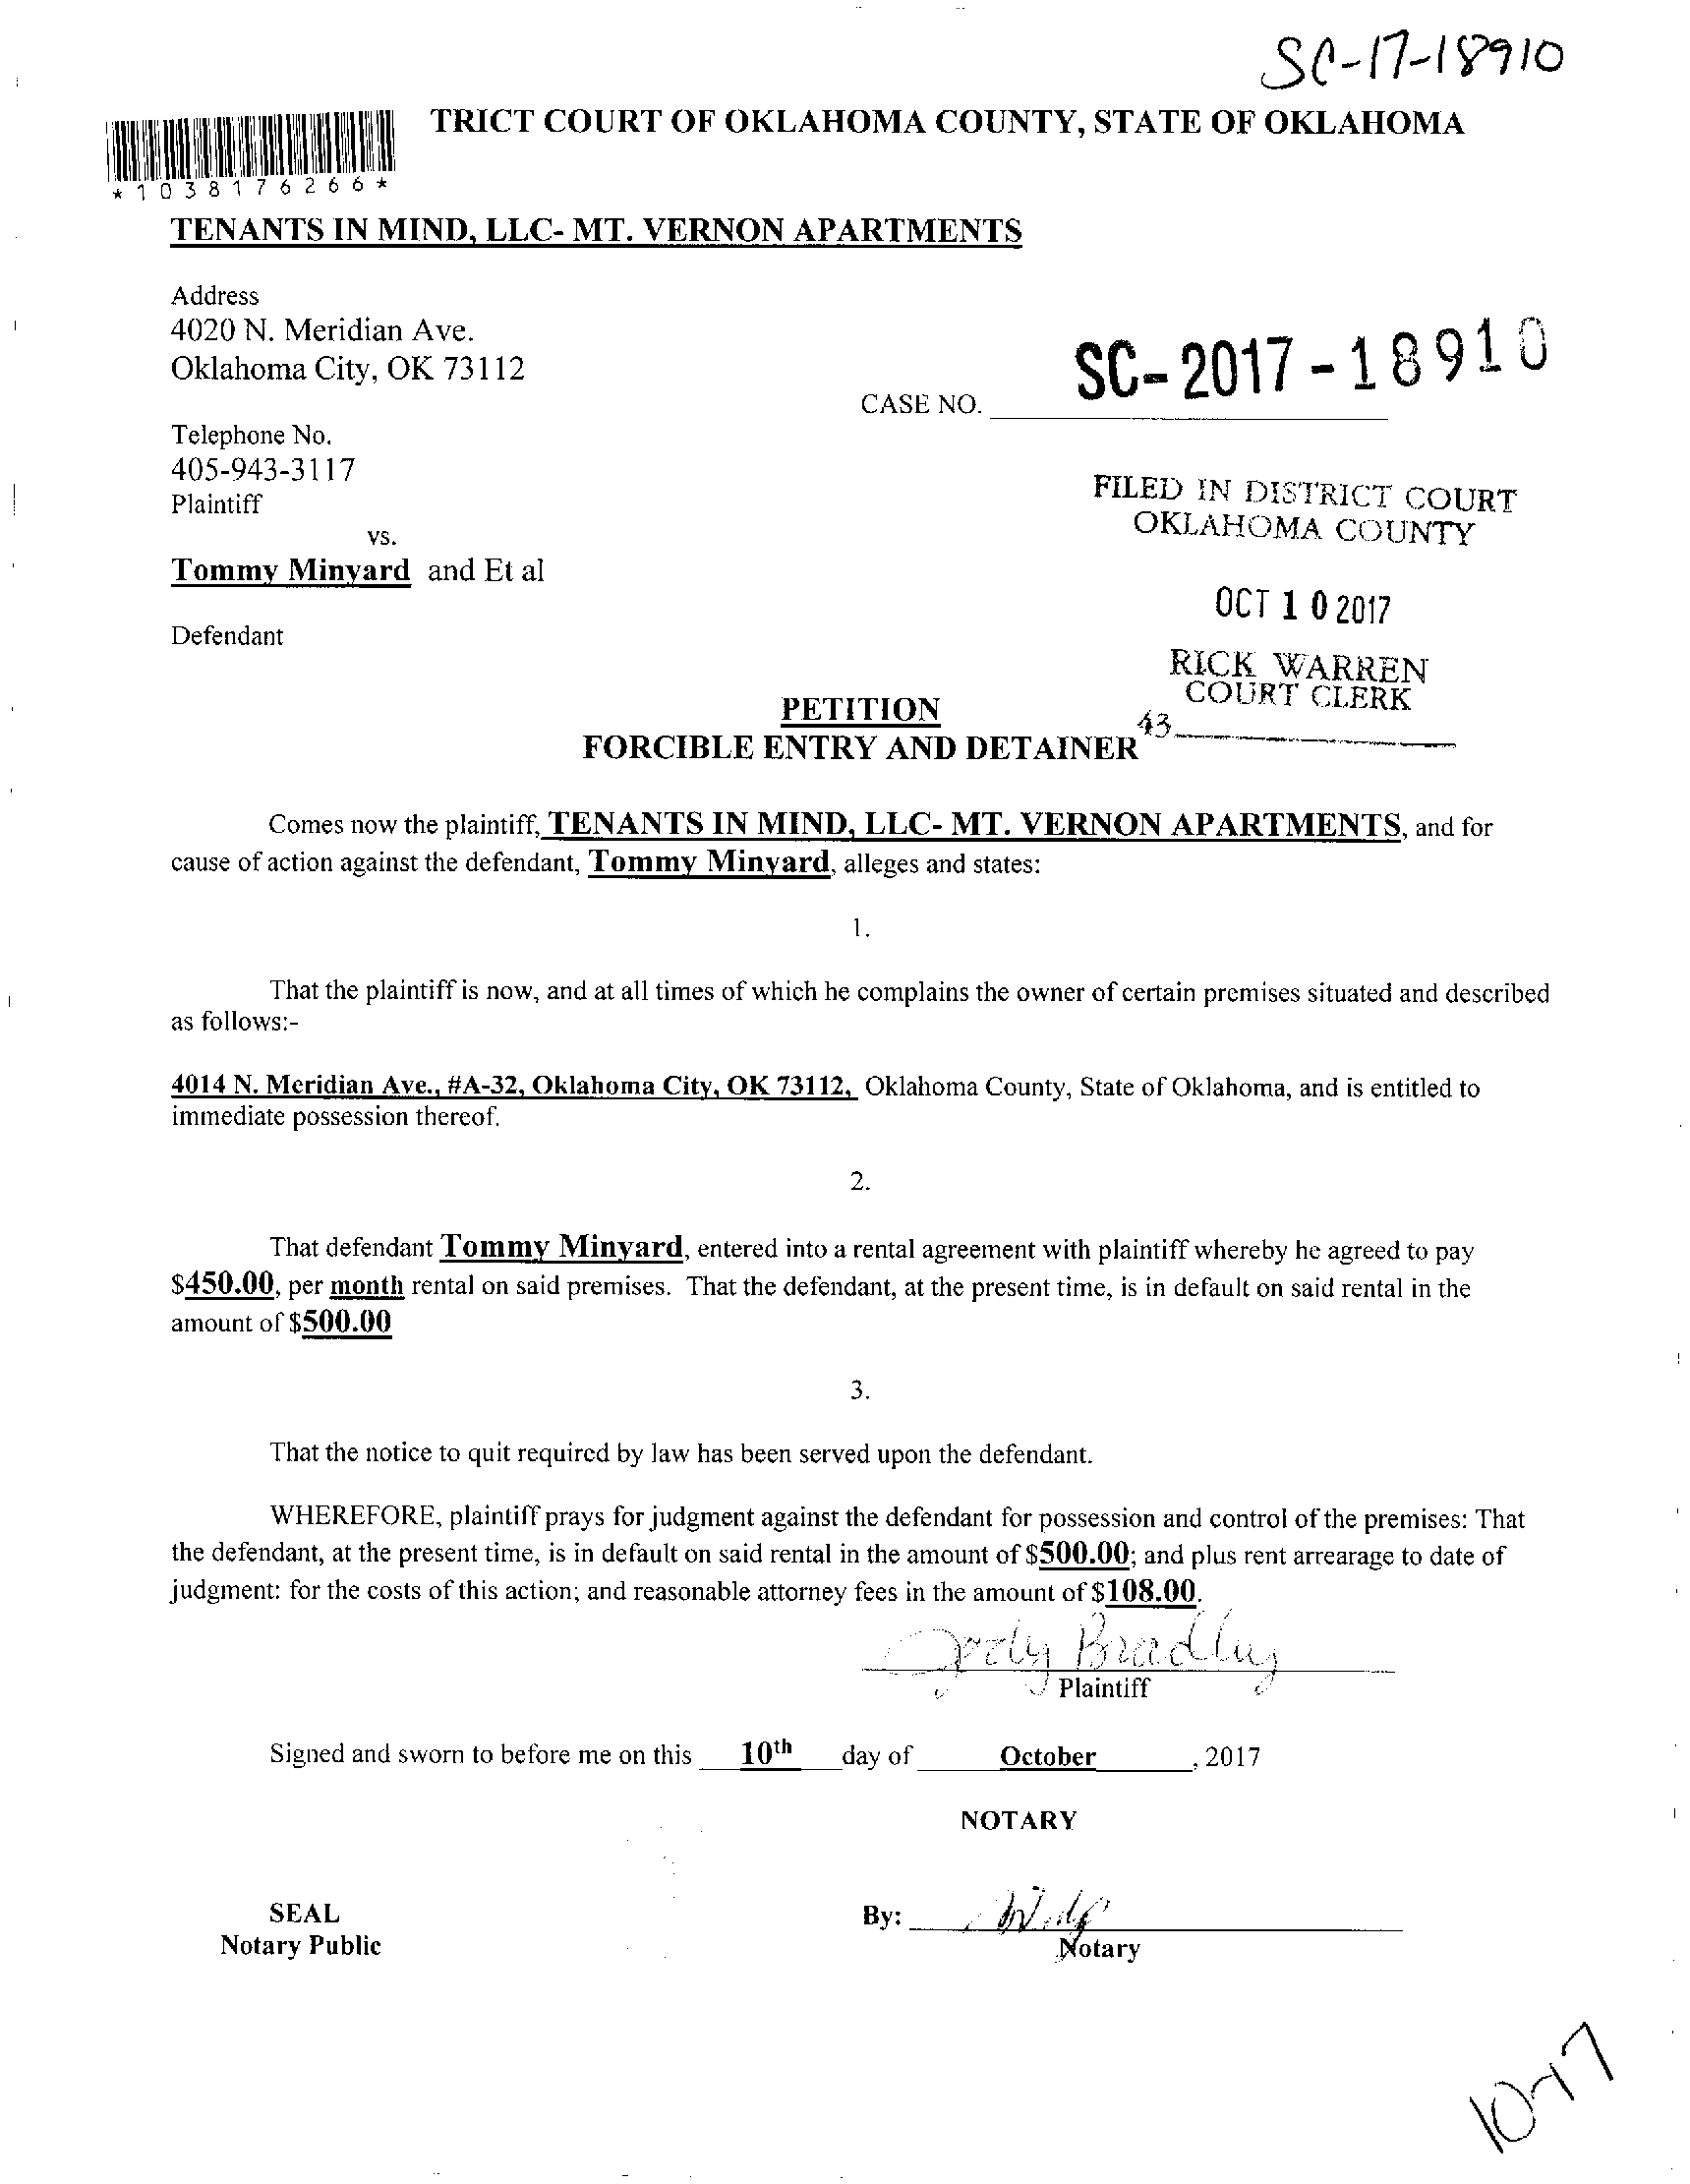 SC-17-18910
TRICT COURT OF OKLAHOMA COUNTY, STATE OF OKLAHOMA
*1038176266*
TENANTS IN MIND, LLC- MT. VERNON APARTMENTS
Address
4020 N. Meridian Ave.
Oklahoma City, OK 73112
SC-2017-18910
CASE NO.
Telephone No.
405-943-3117
Plaintiff
FILED IN DISTRICT COURT
OKLAHOMA COUNTY
vs.
Tommy Minyard and Et al
OCT 10 2017
Defendant
RICK WARREN
COURT CLERK
43
PETITION
FORCIBLE ENTRY AND DETAINER
Comes now the plaintiff, TENANTS IN MIND, LLC- MT. VERNON APARTMENTS, and for
cause of action against the defendant, Tommy Minyard, alleges and states:
1.
That the plaintiff is now, and at all times of which he complains the owner of certain premises situated and described
as follows:-
4014 N. Meridian Ave., #A-32, Oklahoma City, OK 73112, Oklahoma County, State of Oklahoma, and is entitled to
immediate possession thereof.
2.
That defendant Tommy Minyard, entered into a rental agreement with plaintiff whereby he agreed to pay
$450.00, per month rental on said premises. That the defendant, at the present time, is in default on said rental in the
amount of $500.00
3.
That the notice to quit required by law has been served upon the defendant.
WHEREFORE, plaintiff prays for judgment against the defendant for possession and control of the premises: That
the defendant, at the present time, is in default on said rental in the amount of $500.00; and plus rent arrearage to date of
judgment: for the costs of this action; and reasonable attorney fees in the amount of $108.00.
Jody Bradley
Plaintiff
Signed and sworn to before me on this 10th day of October, 2017
NOTARY
SEAL
Notary Public
By:
Notary
10-17